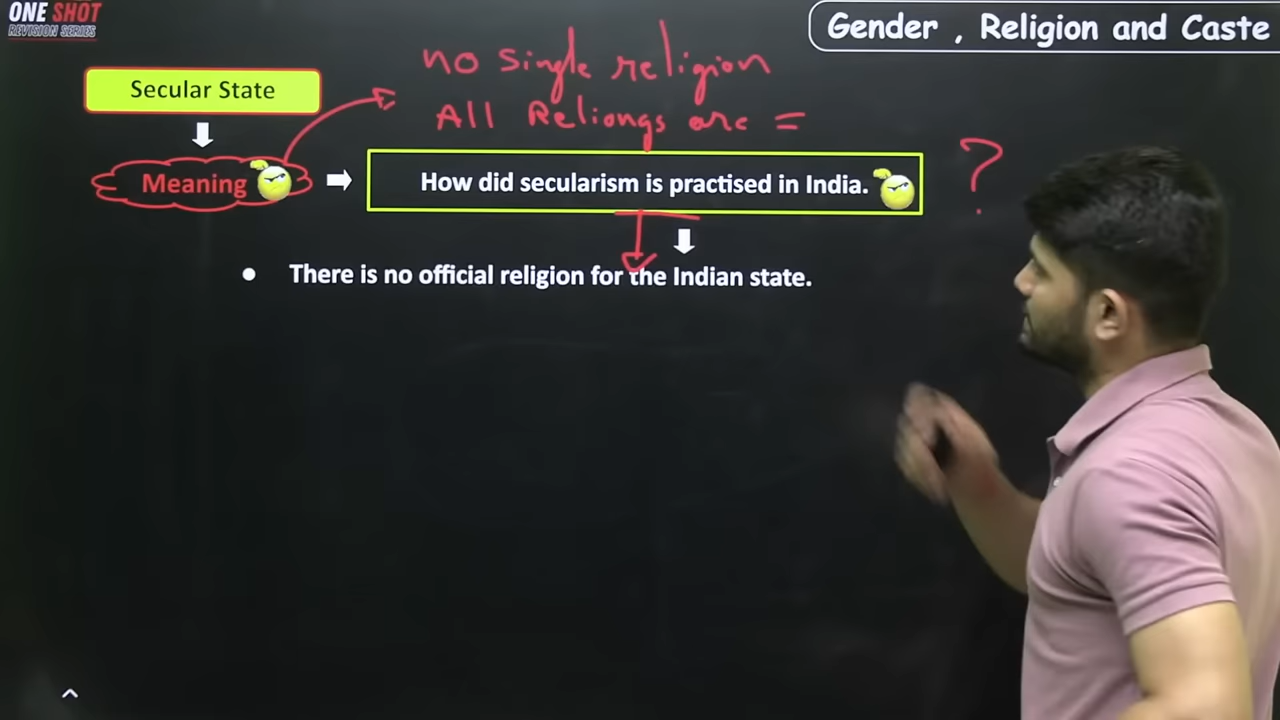 ONE SHOT
REVISION SERIES
Gender , Religion and Caste
no single religion
All Reliongs are =
Secular State
Meaning
How did secularism is practised in India.
?
There is no official religion for the Indian state.